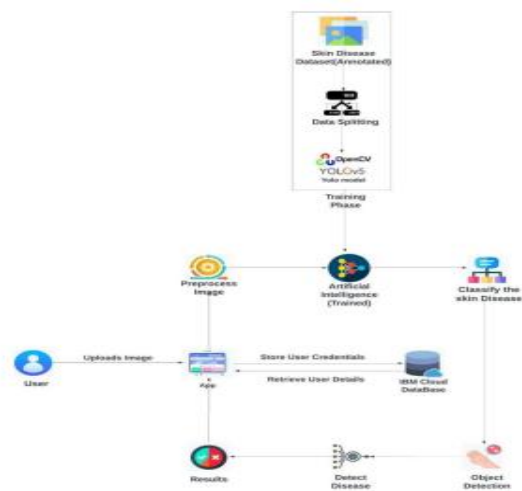 Skin Disease
Dataset(Annotated)
Data Splitting
OpenCV
YOLOv5
Yolo model
Training
Phase
Preprocess
Image
Artificial
Intelligence
(Trained)
Classify the
skin Disease
Uploads Image
Store User Credentials
Retrieve User Details
User
App
IBM Cloud
DataBase
Results
Detect
Disease
Object
Detection